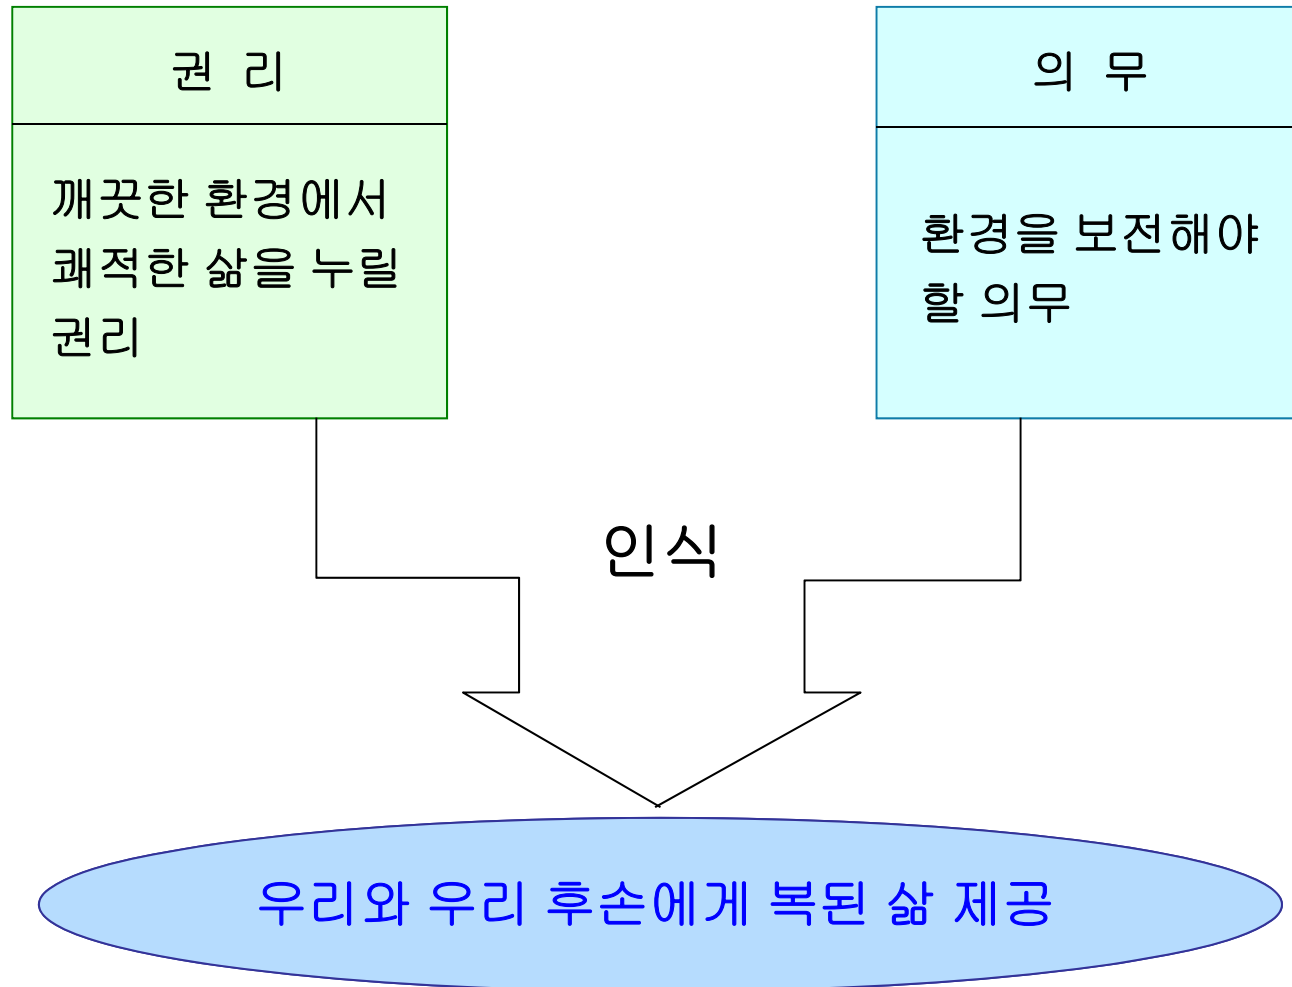 권 리
깨끗한 환경에서
쾌적한 삶을 누릴
권리
의 무
환경을 보전해야
할 의무
인식
우리와 우리 후손에게 복된 삶 제공